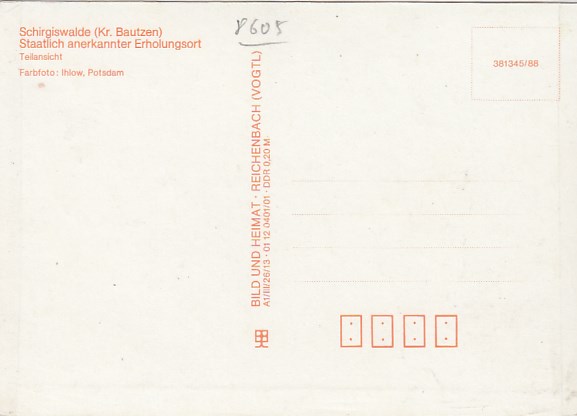 Schirgiswalde (Kr. Bautzen)
Staatlich anerkannter Erholungsort
Teilansicht
Farbfoto: Ihlow, Potsdam
8605
381345/88
BILD UND HEIMAT · REICHENBACH (VOGTL)
A1/III/26/13 · 01 12 0401/01 · DDR 0,20 M